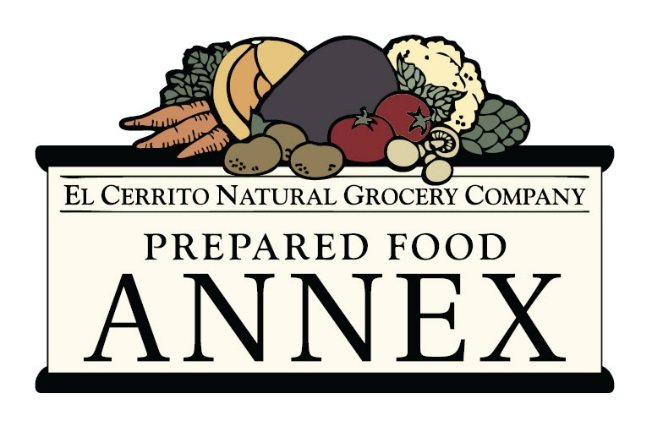 El Cerrito Natural Grocery Company
PREPARED FOOD
ANNEX